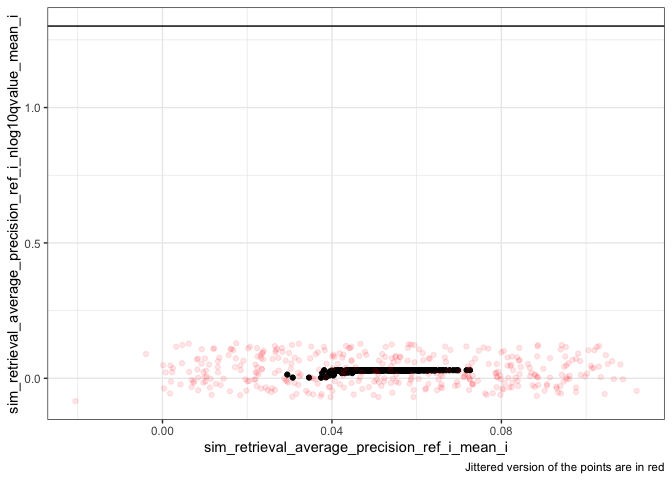 sim_retrieval_average_precision_ref_i_nlog10qvalue_mean_i
1.0
0.5
0.0
0.00
0.04
0.08
sim_retrieval_average_precision_ref_i_mean_i
Jittered version of the points are in red